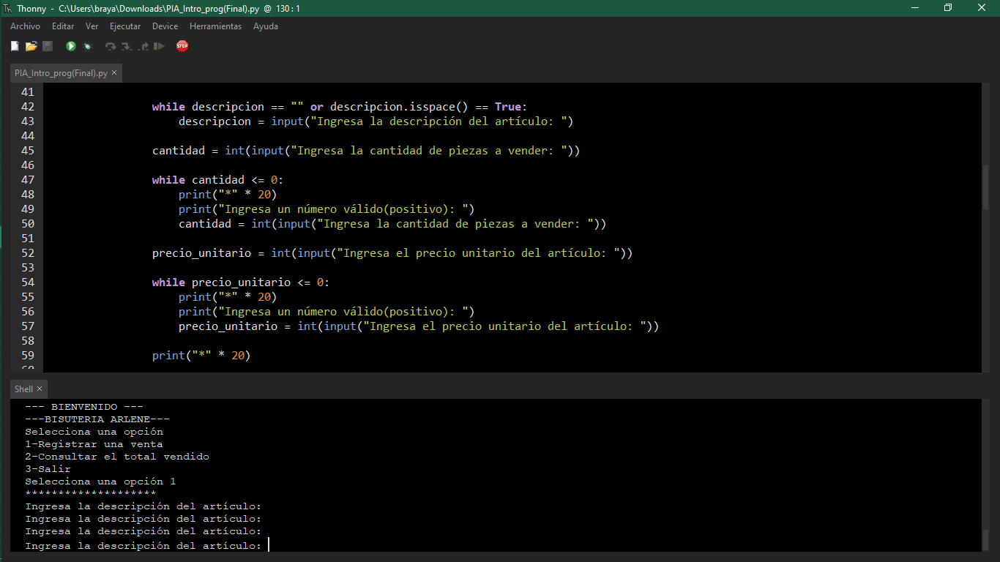 Thonny - C:\Users\braya\Downloads\PIA_Intro_prog(Final).py @ 130:1
Archivo Editar Ver Ejecutar Device Herramientas Ayuda
STOP
PIA_Intro_prog(Final).py ×
41
42 while descripcion == "" or descripcion.isspace() == True:
43 descripcion = input("Ingresa la descripción del artículo: ")
44
45 cantidad = int(input("Ingresa la cantidad de piezas a vender: "))
46
47 while cantidad <= 0:
48 print("*" * 20)
49 print("Ingresa un número válido(positivo): ")
50 cantidad = int(input("Ingresa la cantidad de piezas a vender: "))
51
52 precio_unitario = int(input("Ingresa el precio unitario del artículo: "))
53
54 while precio_unitario <= 0:
55 print("*" * 20)
56 print("Ingresa un número válido(positivo): ")
57 precio_unitario = int(input("Ingresa el precio unitario del artículo: "))
58
59 print("*" * 20)
Shell ×
--- BIENVENIDO ---
---BISUTERIA ARLENE---
Selecciona una opción
1-Registrar una venta
2-Consultar el total vendido
3-Salir
Selecciona una opción 1
********************
Ingresa la descripción del artículo:
Ingresa la descripción del artículo:
Ingresa la descripción del artículo:
Ingresa la descripción del artículo: